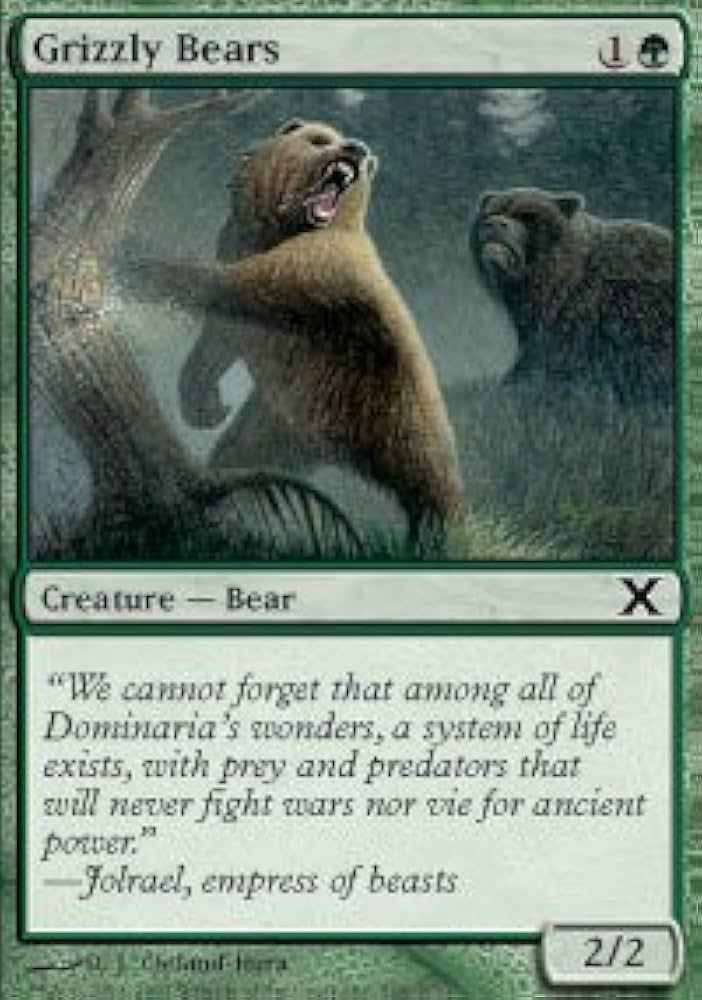 Grizzly Bears 1
Creature — Bear X
“We cannot forget that among all of
Dominaria’s wonders, a system of life
exists, with prey and predators that
will never fight wars nor vie for ancient
power.”
—Jolrael, empress of beasts
2/2